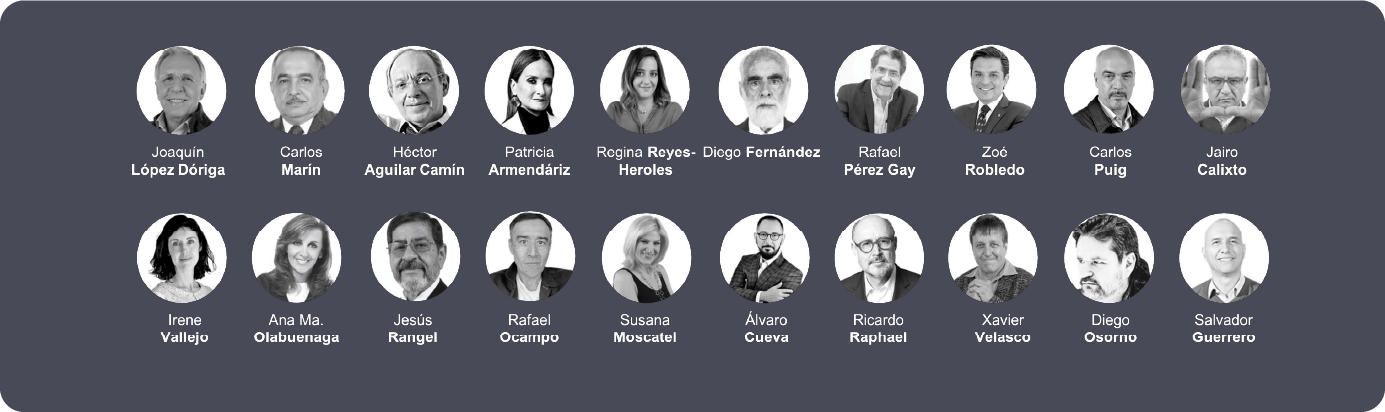 Joaquín
López Dóriga
Carlos
Marín
Héctor
Aguilar Camín
Patricia
Armendáriz
Regina Reyes-
Heroles
Diego Fernández
Rafael
Pérez Gay
Zoé
Robledo
Carlos
Puig
Jairo
Calixto
Irene
Vallejo
Ana Ma.
Olabuenaga
Jesús
Rangel
Rafael
Ocampo
Susana
Moscatel
Álvaro
Cueva
Ricardo
Raphael
Xavier
Velasco
Diego
Osorno
Salvador
Guerrero